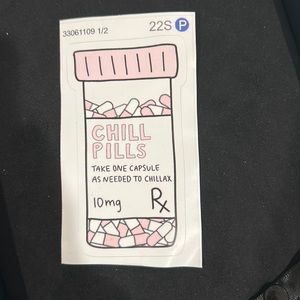 33061109 1/2 22S P
CHILL
PILLS
TAKE ONE CAPSULE
AS NEEDED TO CHILLAX
10mg Rx